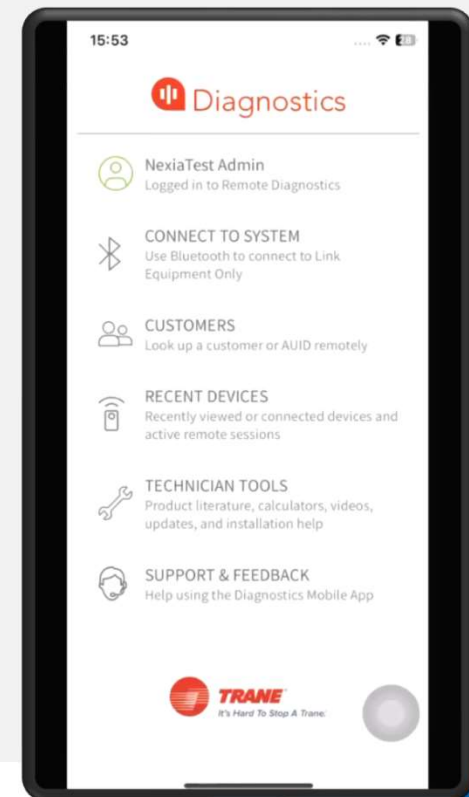 15:53
28
Diagnostics
NexiaTest Admin
Logged in to Remote Diagnostics
CONNECT TO SYSTEM
Use Bluetooth to connect to Link
Equipment Only
CUSTOMERS
Look up a customer or AUID remotely
RECENT DEVICES
Recently viewed or connected devices and
active remote sessions
TECHNICIAN TOOLS
Product literature, calculators, videos,
updates, and installation help
SUPPORT & FEEDBACK
Help using the Diagnostics Mobile App
TRANE
It's Hard To Stop A Trane.